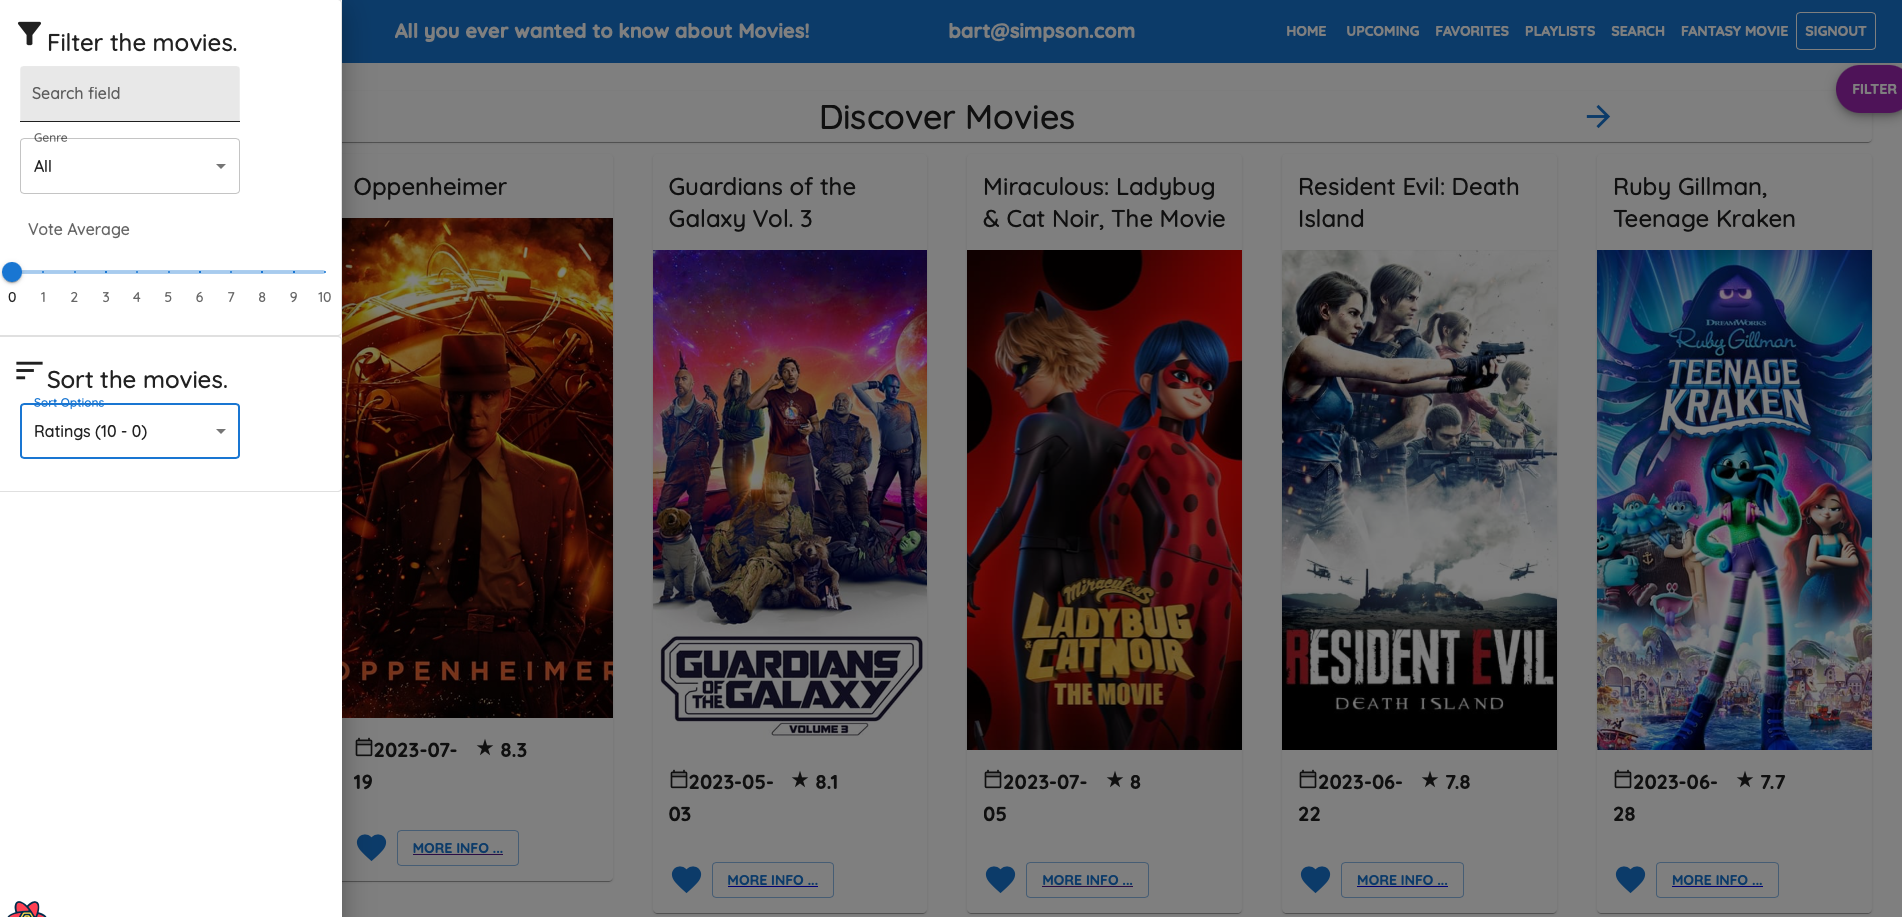 All you ever wanted to know about Movies!
bart@simpson.com
HOME
UPCOMING
FAVORITES
PLAYLISTS
SEARCH
FANTASY MOVIE
SIGNOUT
FILTER
Filter the movies.
Search field
Genre
All
Vote Average
0 1 2 3 4 5 6 7 8 9 10
Sort the movies.
Sort Options
Ratings (10 - 0)
Discover Movies
Oppenheimer
OPPENHEIMER
2023-07-
19
8.3
MORE INFO ...
Guardians of the
Galaxy Vol. 3
GUARDIANS
OF THE
GALAXY
VOLUME 3
2023-05-
03
8.1
MORE INFO ...
Miraculous: Ladybug
& Cat Noir, The Movie
Miraculous
LADYBUG
& CAT NOIR
THE MOVIE
2023-07-
05
8
MORE INFO ...
Resident Evil: Death
Island
RESIDENT EVIL
DEATH ISLAND
2023-06-
22
7.8
MORE INFO ...
Ruby Gillman,
Teenage Kraken
DREAMWORKS
Ruby Gillman
TEENAGE
KRAKEN
2023-06-
28
7.7
MORE INFO ...